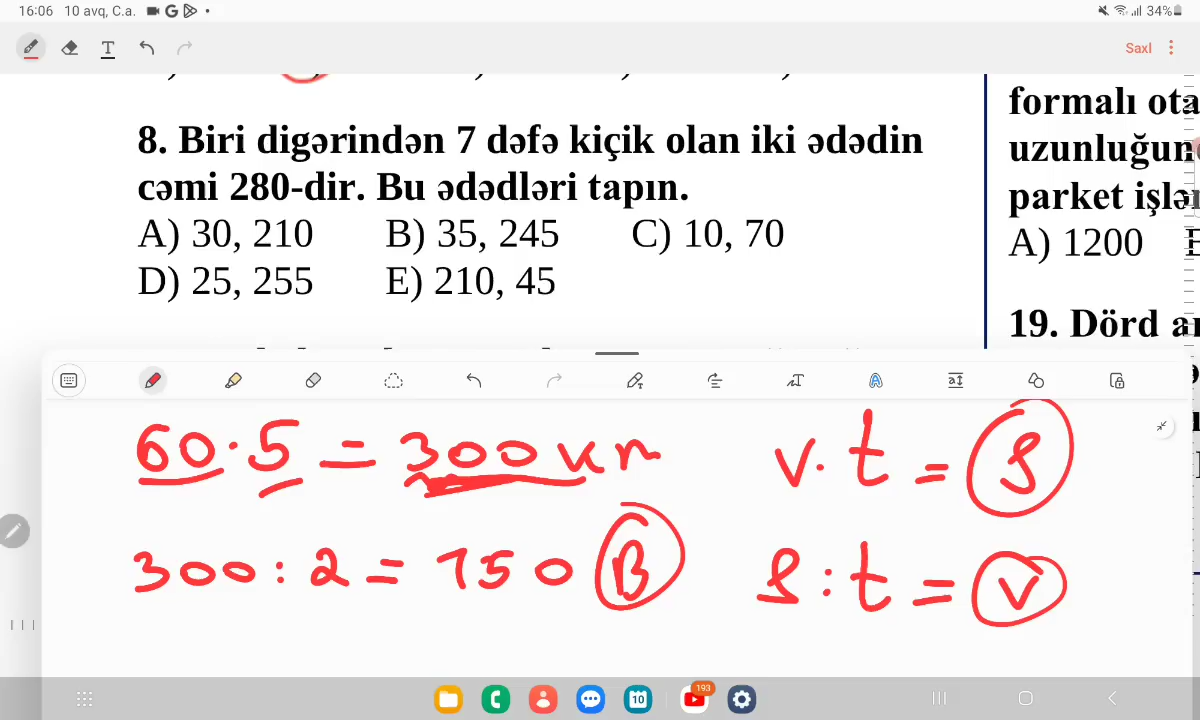 16:06 10 avq, C.a. 34%
T Saxl
8. Biri digərindən 7 dəfə kiçik olan iki ədədin
cəmi 280-dir. Bu ədədləri tapın.
A) 30, 210 B) 35, 245 C) 10, 70
D) 25, 255 E) 210, 45
formalı ota
uzunluğun
parket işlə
A) 1200
19. Dörd
60 · 5 = 300 km
v · t = S
300 : 2 = 150 B
S : t = v
10 193